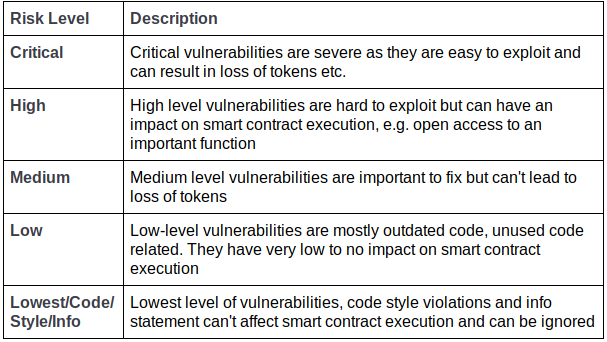 Risk Level Description
Critical Critical vulnerabilities are severe as they are easy to exploit and
can result in loss of tokens etc.
High High level vulnerabilities are hard to exploit but can have an
impact on smart contract execution, e.g. open access to an
important function
Medium Medium level vulnerabilities are important to fix but can't lead to
loss of tokens
Low Low-level vulnerabilities are mostly outdated code, unused code
related. They have very low to no impact on smart contract
execution
Lowest/Code/ Lowest level of vulnerabilities, code style violations and info
Style/Info statement can't affect smart contract execution and can be ignored